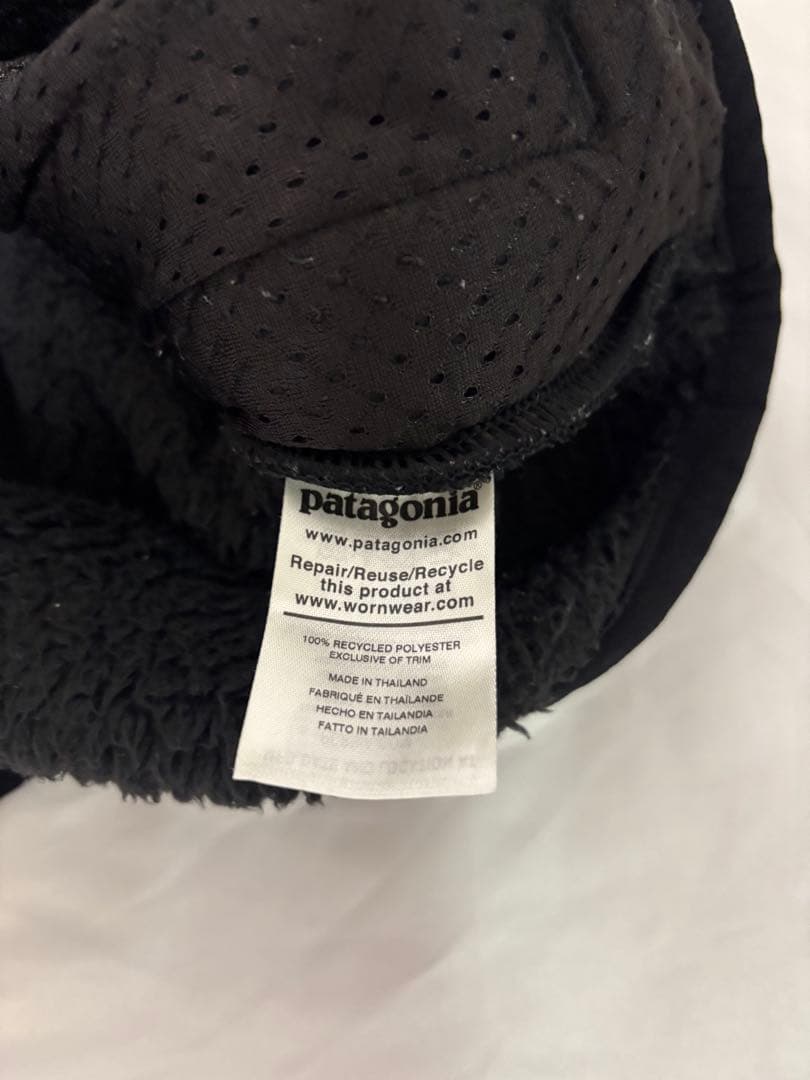 patagonia®
www.patagonia.com
Repair/Reuse/Recycle
this product at
www.wornwear.com
100% RECYCLED POLYESTER
EXCLUSIVE OF TRIM
MADE IN THAILAND
FABRIQUÉ EN THAÏLANDE
HECHO EN TAILANDIA
FATTO IN TAILANDIA